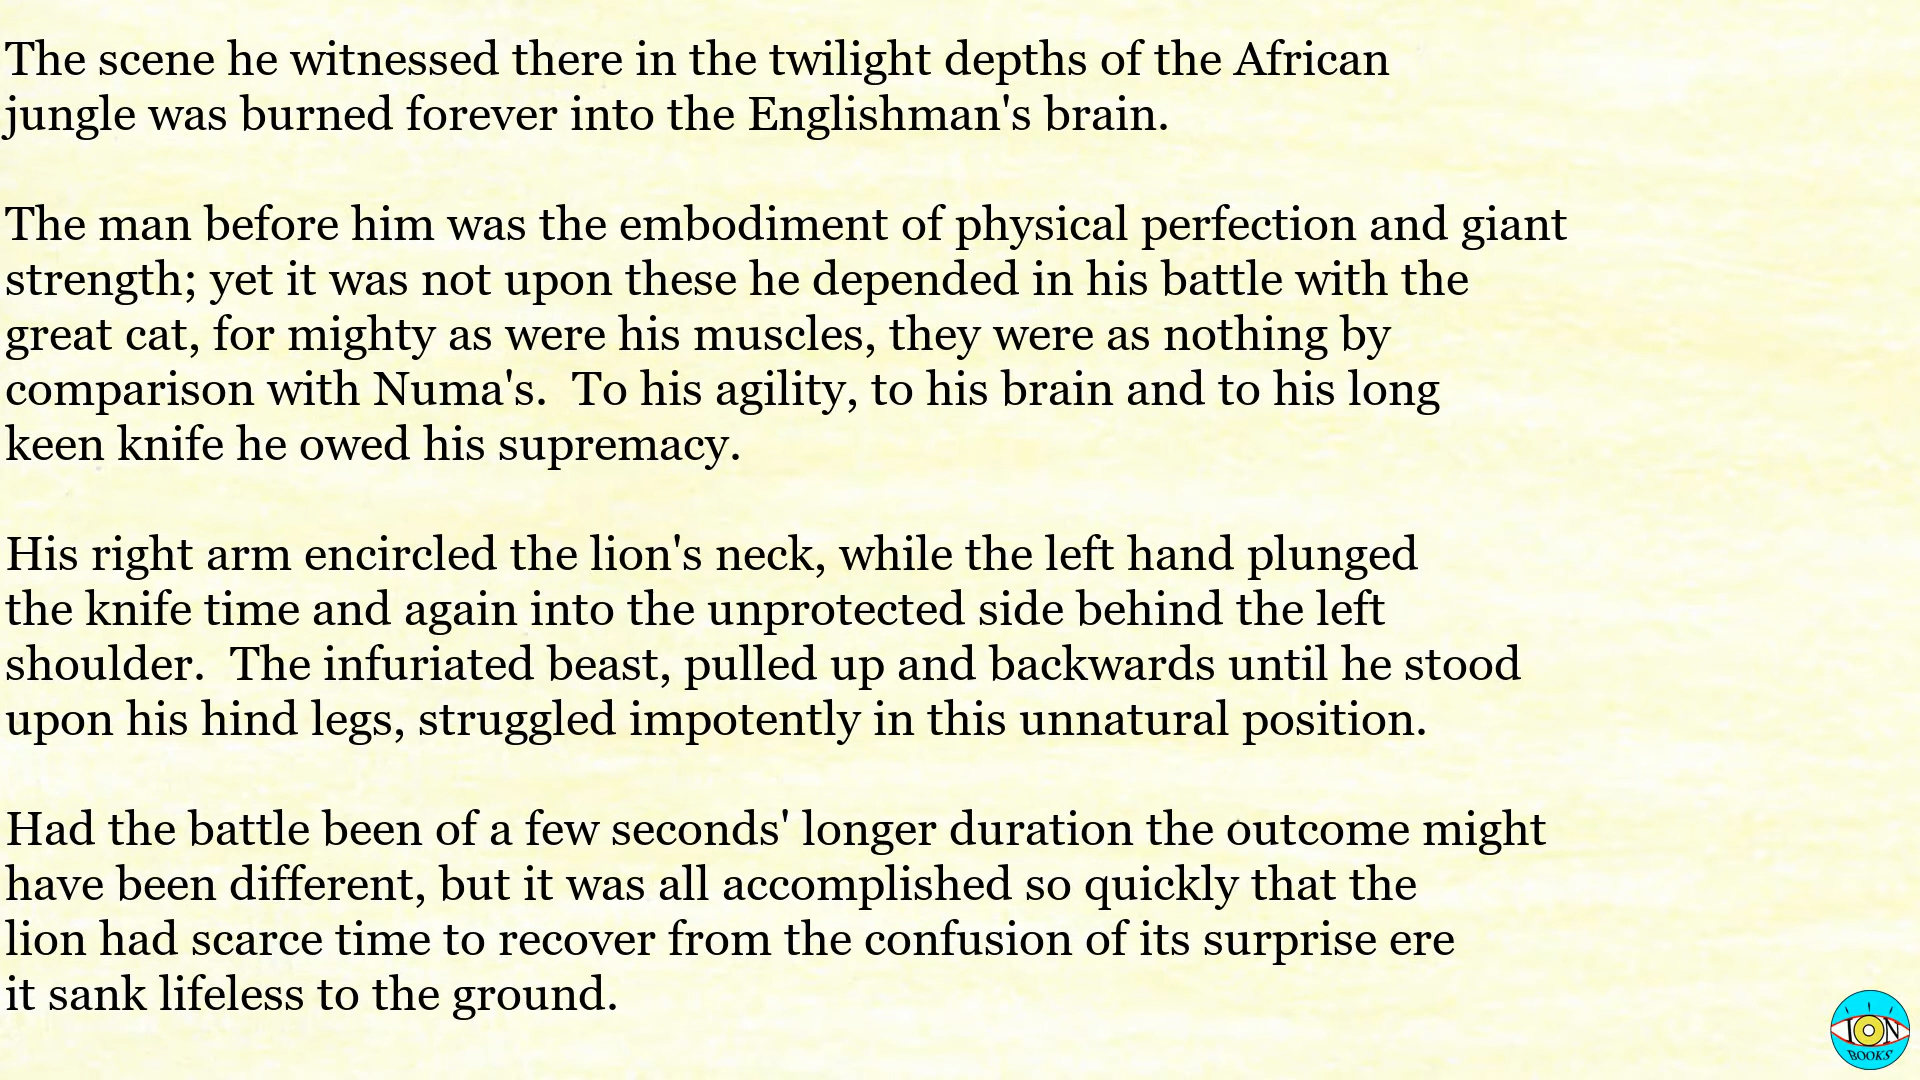 The scene he witnessed there in the twilight depths of the African
jungle was burned forever into the Englishman's brain.
The man before him was the embodiment of physical perfection and giant
strength; yet it was not upon these he depended in his battle with the
great cat, for mighty as were his muscles, they were as nothing by
comparison with Numa's.  To his agility, to his brain and to his long
keen knife he owed his supremacy.
His right arm encircled the lion's neck, while the left hand plunged
the knife time and again into the unprotected side behind the left
shoulder.  The infuriated beast, pulled up and backwards until he stood
upon his hind legs, struggled impotently in this unnatural position.
Had the battle been of a few seconds' longer duration the outcome might
have been different, but it was all accomplished so quickly that the
lion had scarce time to recover from the confusion of its surprise ere
it sank lifeless to the ground.
ION
BOOKS